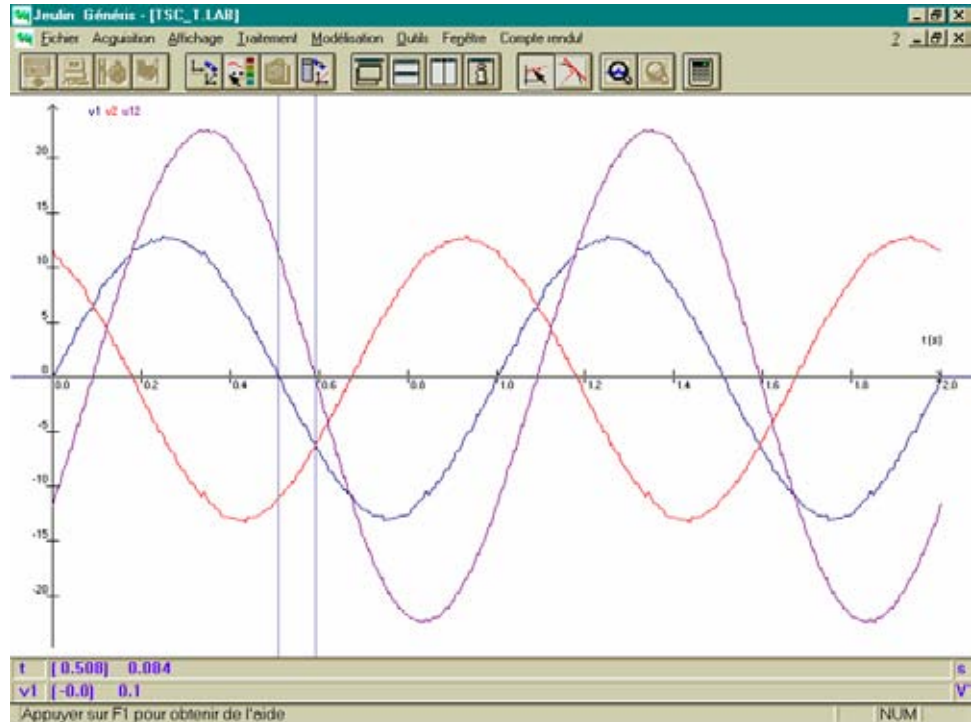 Jeulin Généris - [TSC_T.LAB]
Fichier Acquisition Affichage Traitement Modélisation Outils Fenêtre Compte rendu! ?
v1 v2 u12
20
15
10
5
0
-5
-10
-15
-20
0.0 0.2 0.4 0.6 0.8 1.0 1.2 1.4 1.6 1.8 2.0
t(s)
t [ 0.508] 0.084 s
v1 [-0.0] 0.1 V
Appuyer sur F1 pour obtenir de l'aide NUM